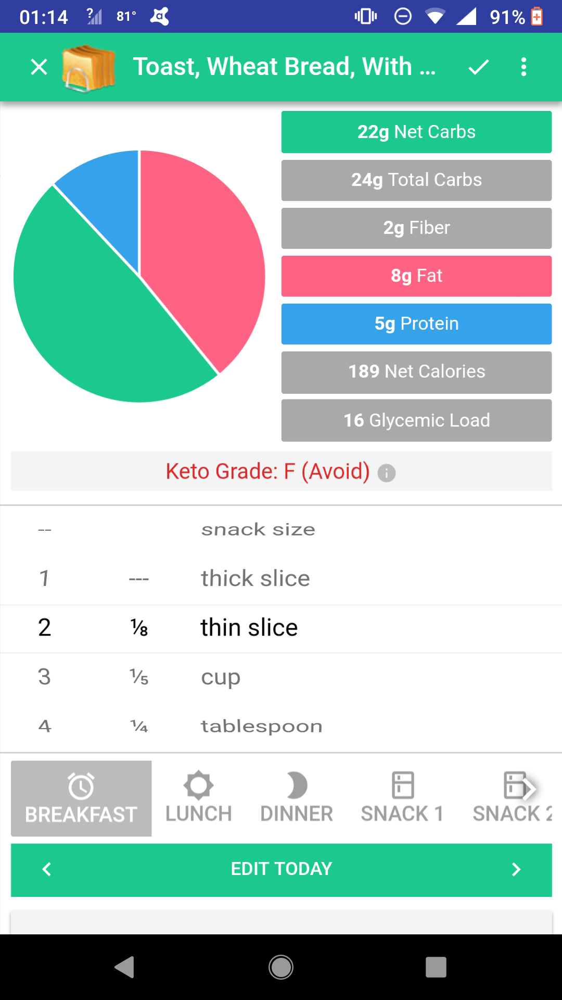 01:14 ? 81° a 91%
Toast, Wheat Bread, With ...
22g Net Carbs
24g Total Carbs
2g Fiber
8g Fat
5g Protein
189 Net Calories
16 Glycemic Load
Keto Grade: F (Avoid) i
-- snack size
1 --- thick slice
2 ⅛ thin slice
3 ⅕ cup
4 ¼ tablespoon
BREAKFAST LUNCH DINNER SNACK 1 SNACK 2
EDIT TODAY